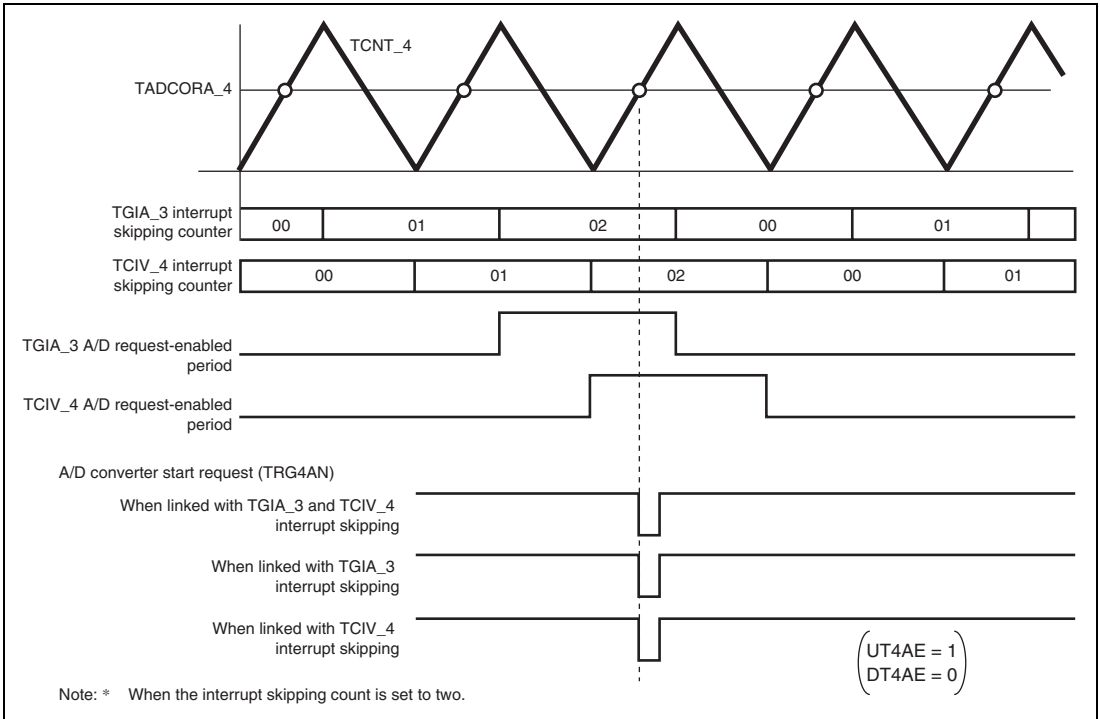 TCNT_4
TADCORA_4
TGIA_3 interrupt
skipping counter
00 01 02 00 01
TCIV_4 interrupt
skipping counter
00 01 02 00 01
TGIA_3 A/D request-enabled
period
TCIV_4 A/D request-enabled
period
A/D converter start request (TRG4AN)
When linked with TGIA_3 and TCIV_4
interrupt skipping
When linked with TGIA_3
interrupt skipping
When linked with TCIV_4
interrupt skipping
UT4AE = 1
DT4AE = 0
Note: * When the interrupt skipping count is set to two.